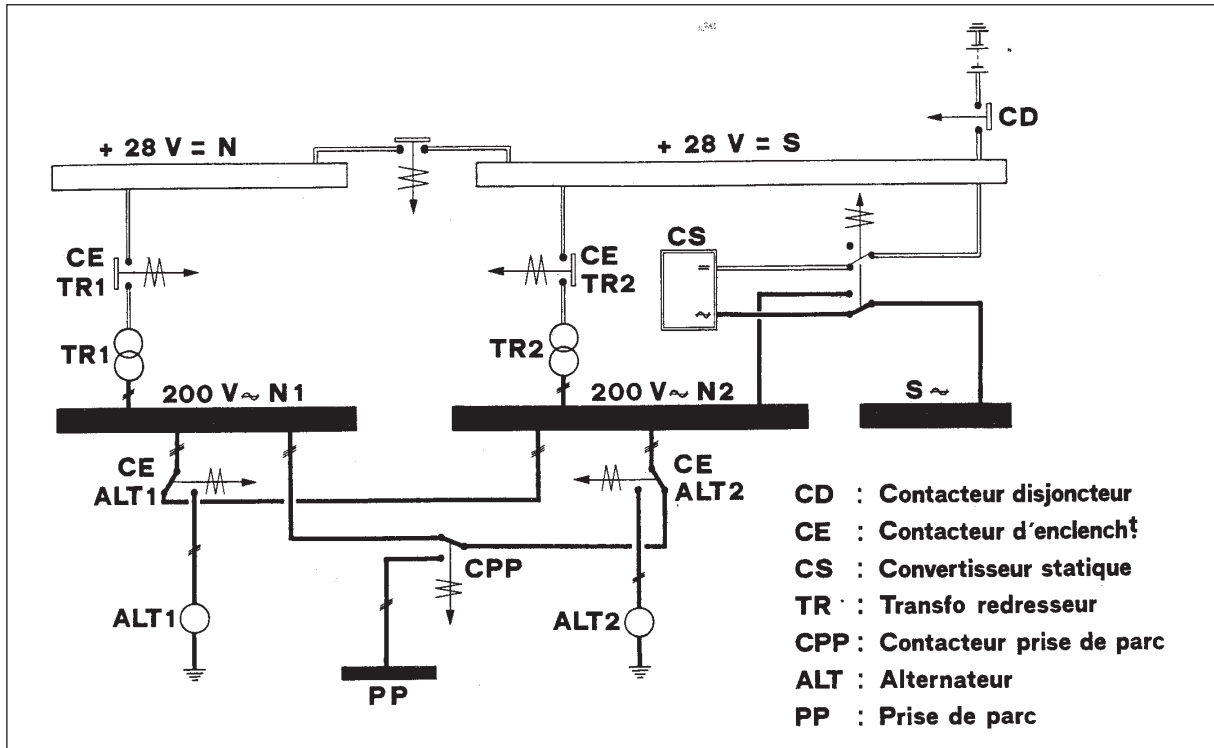 CD
+ 28 V = N
+ 28 V = S
CE
TR1
CE
TR2
CS
=
~
TR1
TR2
200 V~ N1
200 V~ N2
S~
CE
ALT1
CE
ALT2
CPP
ALT1
ALT2
PP
CD : Contacteur disjoncteur
CE : Contacteur d'enclencht
CS : Convertisseur statique
TR : Transfo redresseur
CPP : Contacteur prise de parc
ALT : Alternateur
PP : Prise de parc